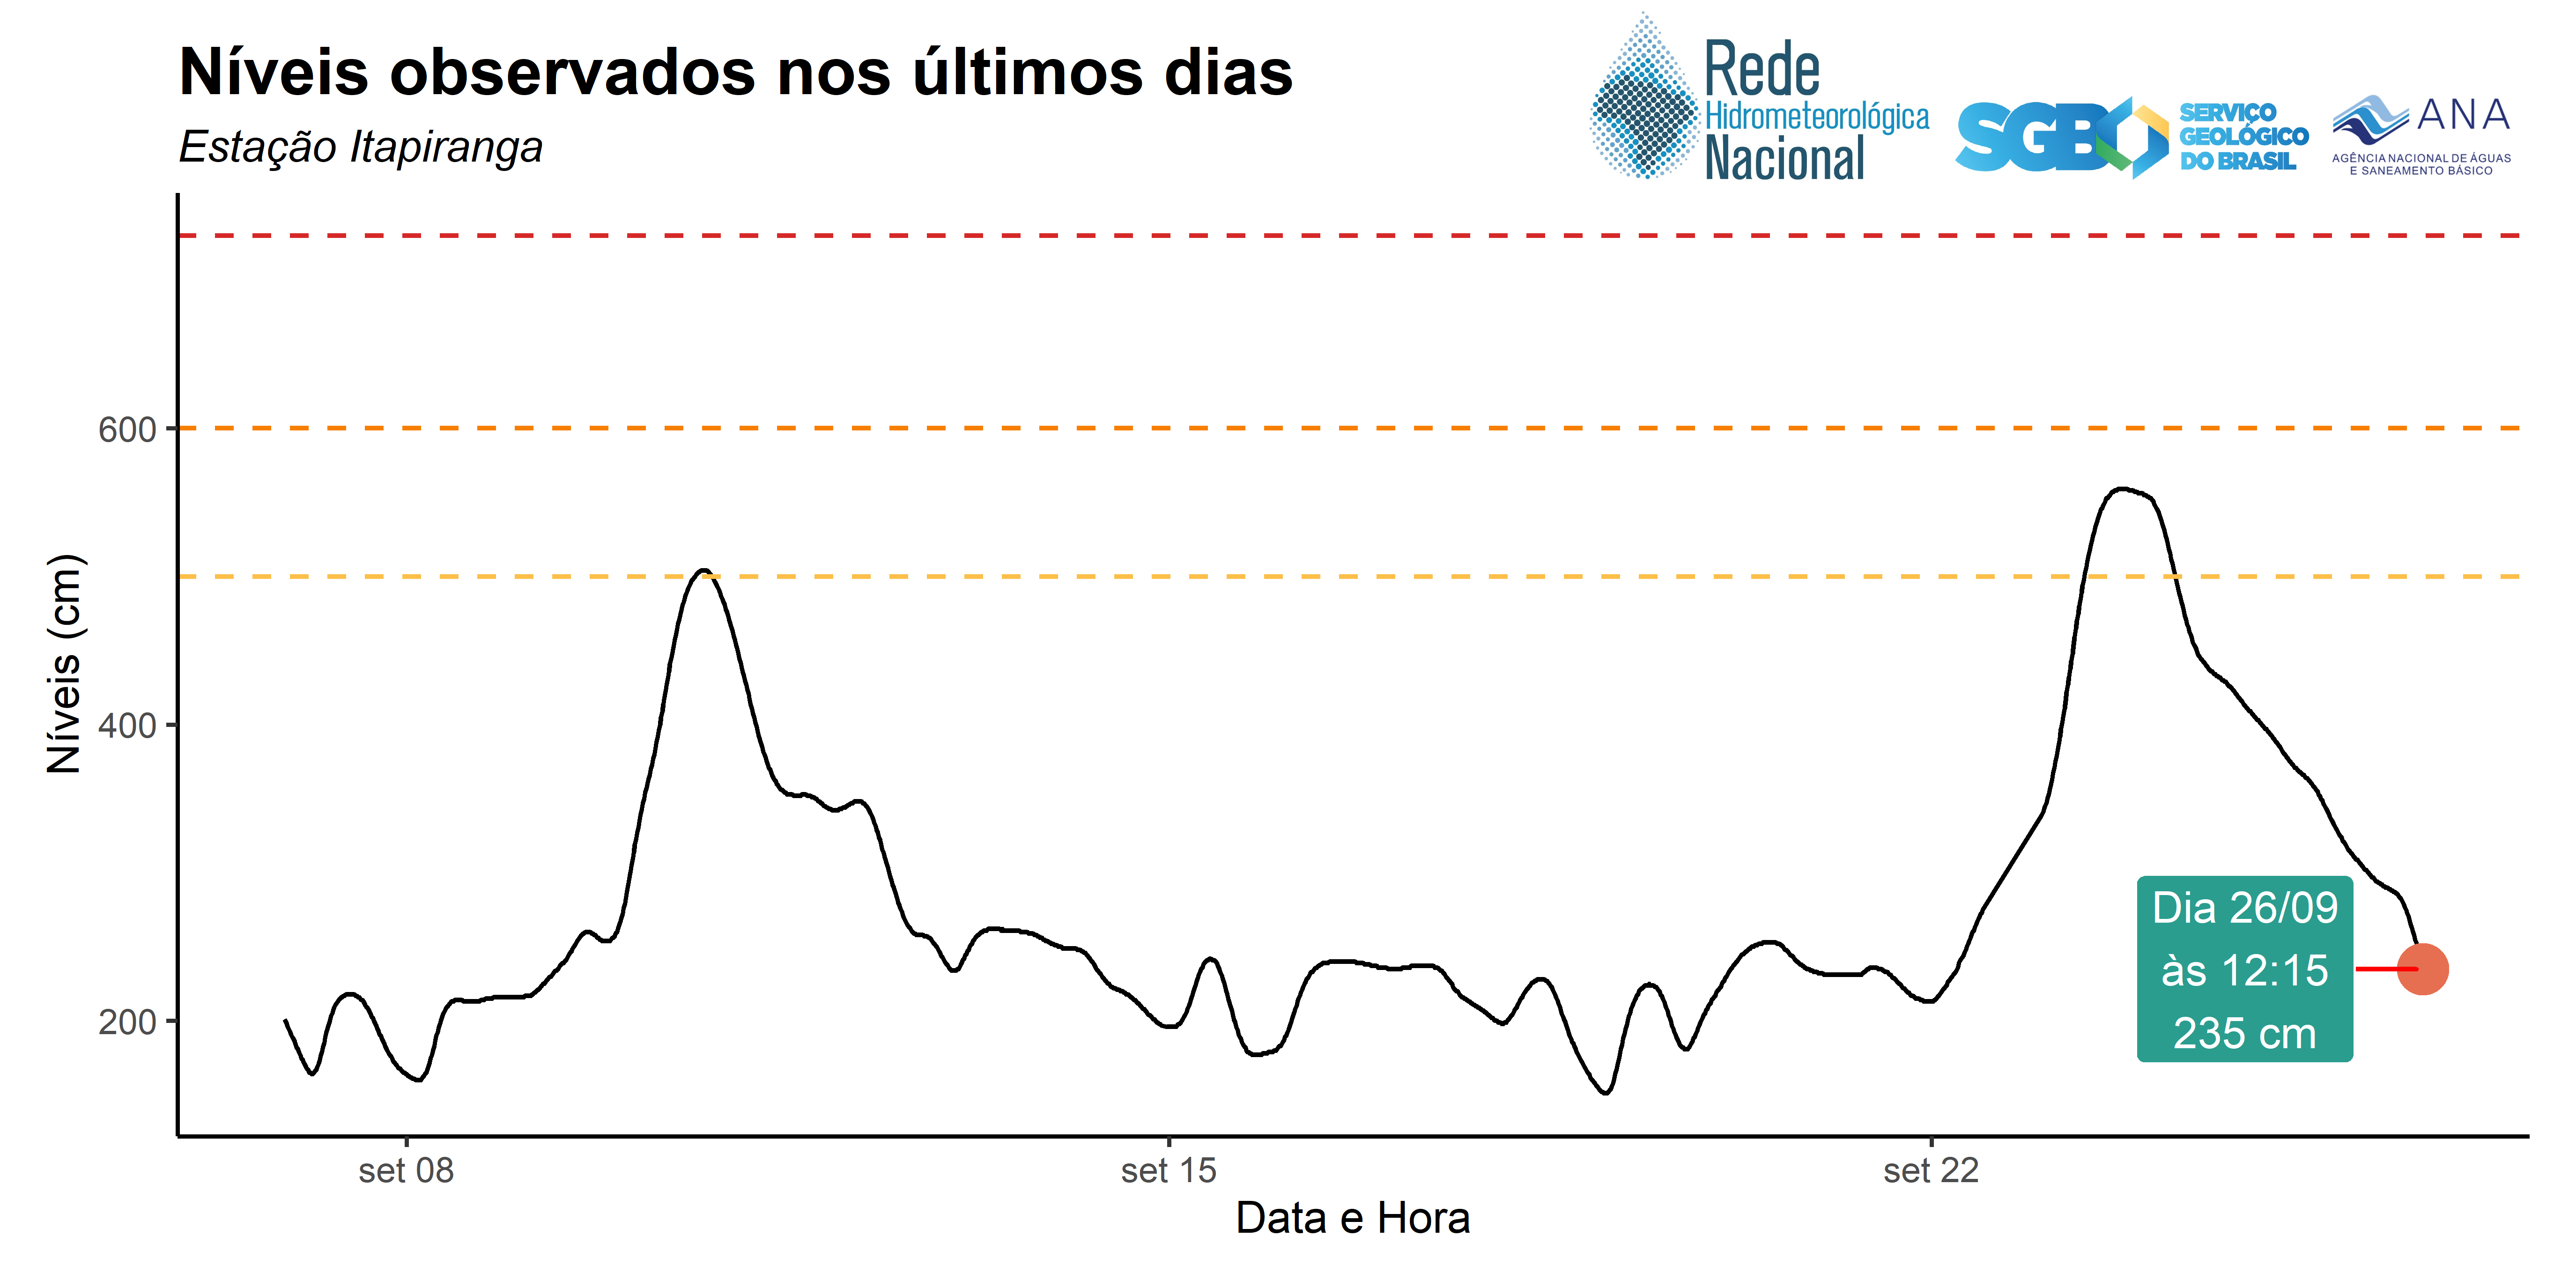 Níveis observados nos últimos dias
Estação Itapiranga
Rede
Hidrometeorológica
Nacional
SGB
SERVIÇO
GEOLÓGICO
DO BRASIL
ANA
AGÊNCIA NACIONAL DE ÁGUAS
E SANEAMENTO BÁSICO
Níveis (cm)
600
400
200
Dia 26/09
às 12:15
235 cm
set 08
set 15
set 22
Data e Hora